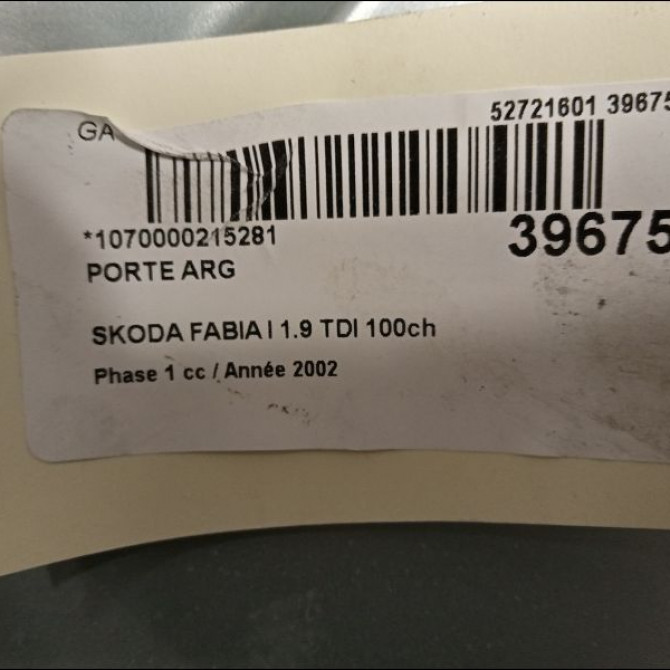 52721601 39675
GA
*1070000215281
39675
PORTE ARG
SKODA FABIA I 1.9 TDI 100ch
Phase 1 cc / Année 2002